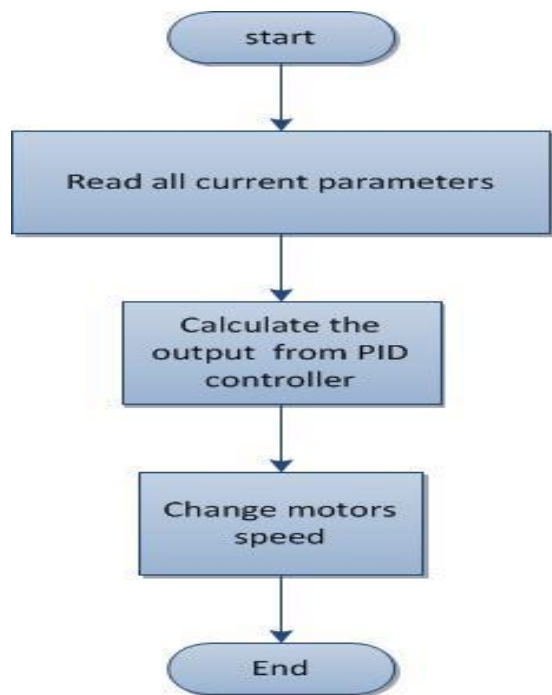 start
Read all current parameters
Calculate the
output from PID
controller
Change motors
speed
End